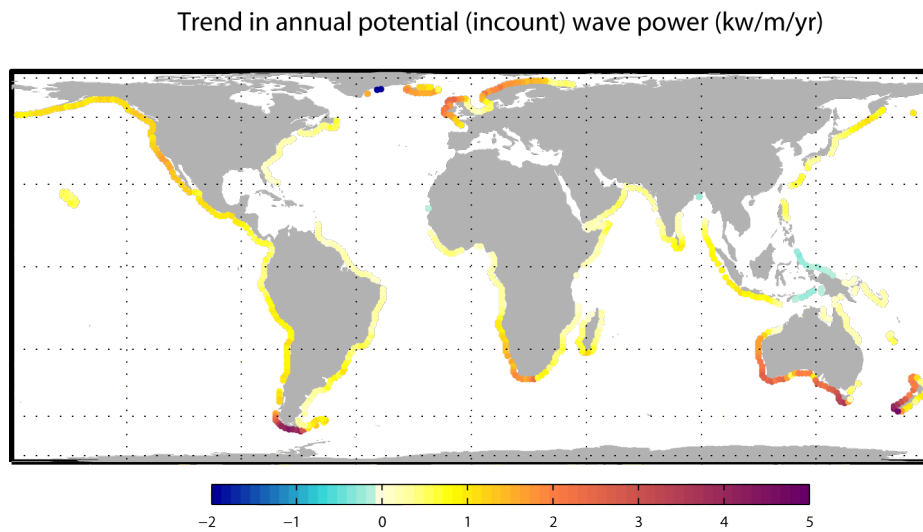 Trend in annual potential (incount) wave power (kw/m/yr)
−2 −1 0 1 2 3 4 5